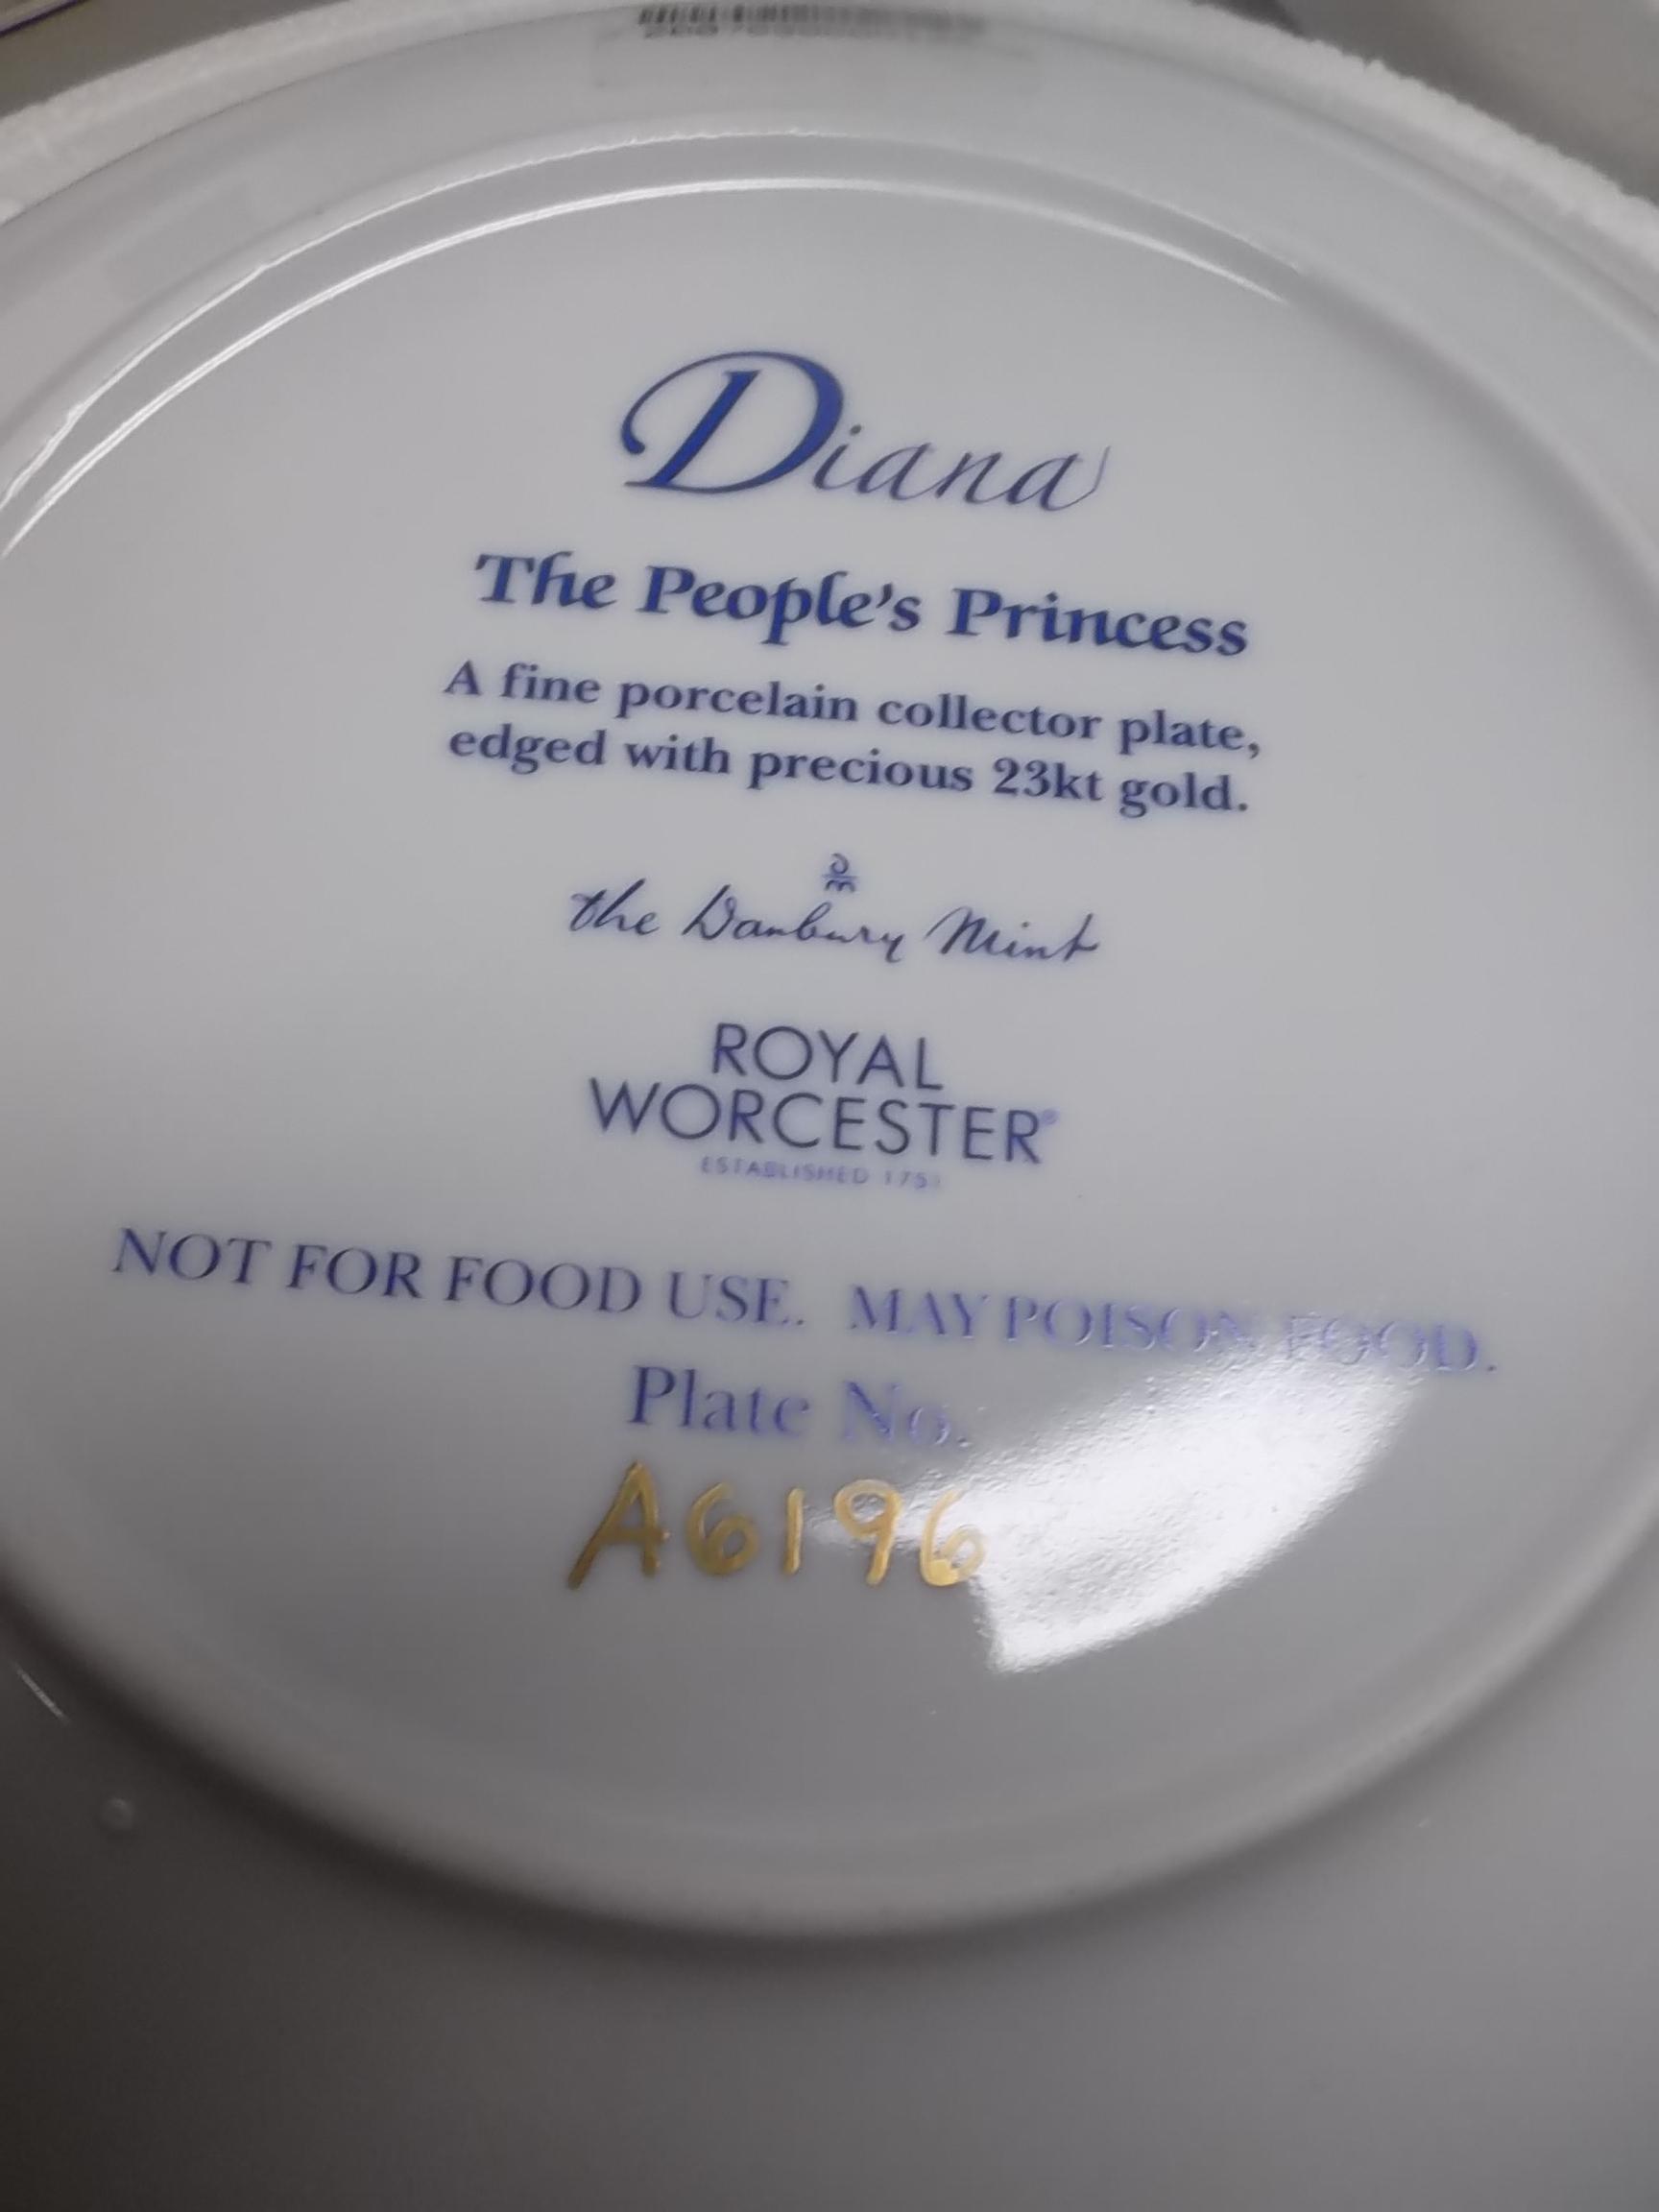 Diana
The People's Princess
A fine porcelain collector plate,
edged with precious 23kt gold.
DM
the Danbury Mint
ROYAL
WORCESTER®
ESTABLISHED 1751
NOT FOR FOOD USE. MAY POISON FOOD.
Plate No.
A6196